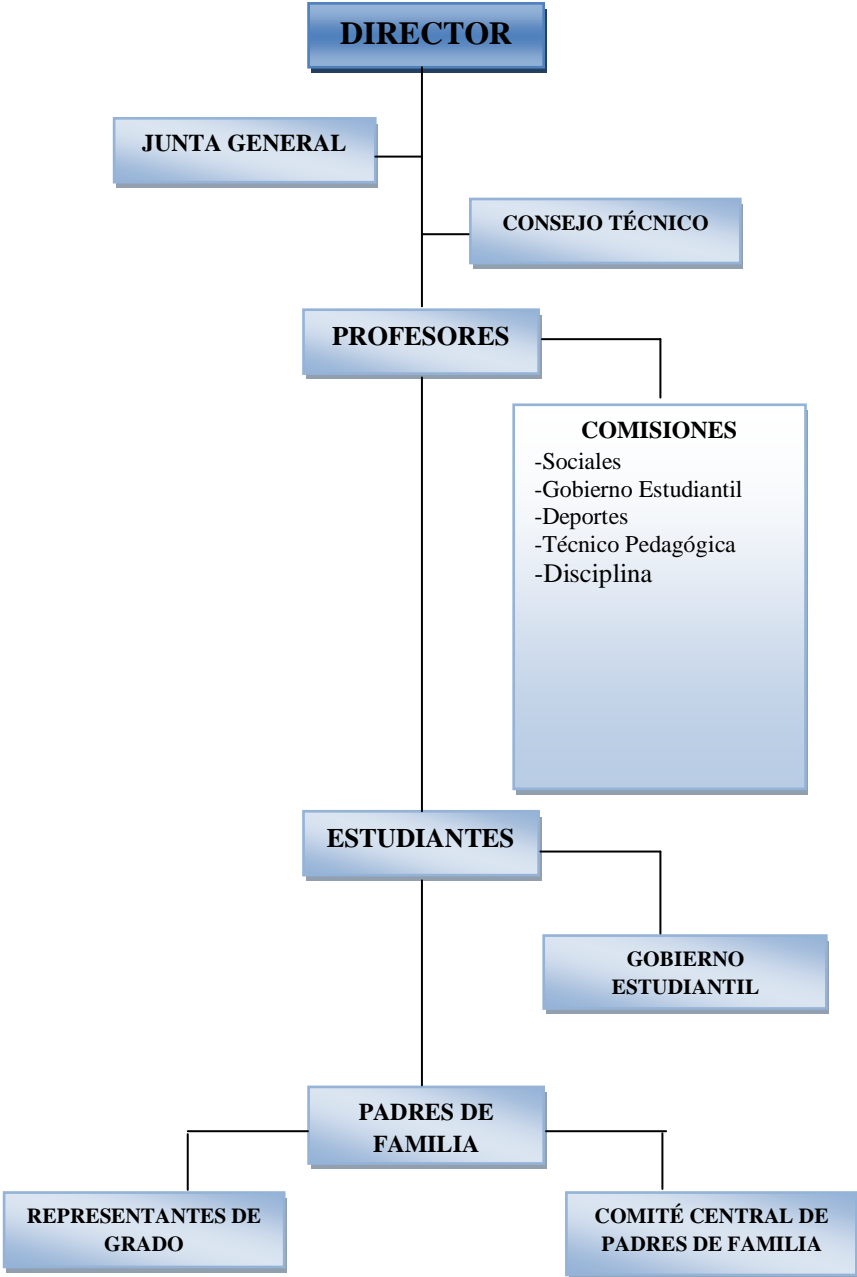 DIRECTOR
JUNTA GENERAL
CONSEJO TÉCNICO
PROFESORES
COMISIONES
-Sociales
-Gobierno Estudiantil
-Deportes
-Técnico Pedagógica
-Disciplina
ESTUDIANTES
GOBIERNO
ESTUDIANTIL
PADRES DE
FAMILIA
REPRESENTANTES DE
GRADO
COMITÉ CENTRAL DE
PADRES DE FAMILIA